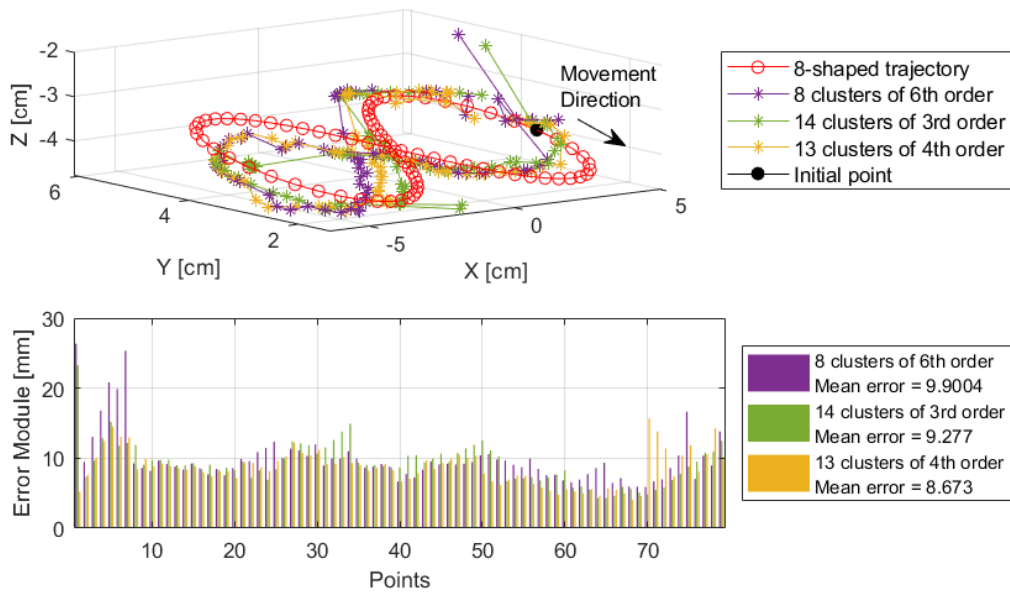 -2
-3
-4
Z [cm]
6
4
2
Y [cm]
-5
0
5
X [cm]
Movement
Direction
8-shaped trajectory
8 clusters of 6th order
14 clusters of 3rd order
13 clusters of 4th order
Initial point
30
20
10
0
Error Module [mm]
10
20
30
40
50
60
70
Points
8 clusters of 6th order
Mean error = 9.9004
14 clusters of 3rd order
Mean error = 9.277
13 clusters of 4th order
Mean error = 8.673